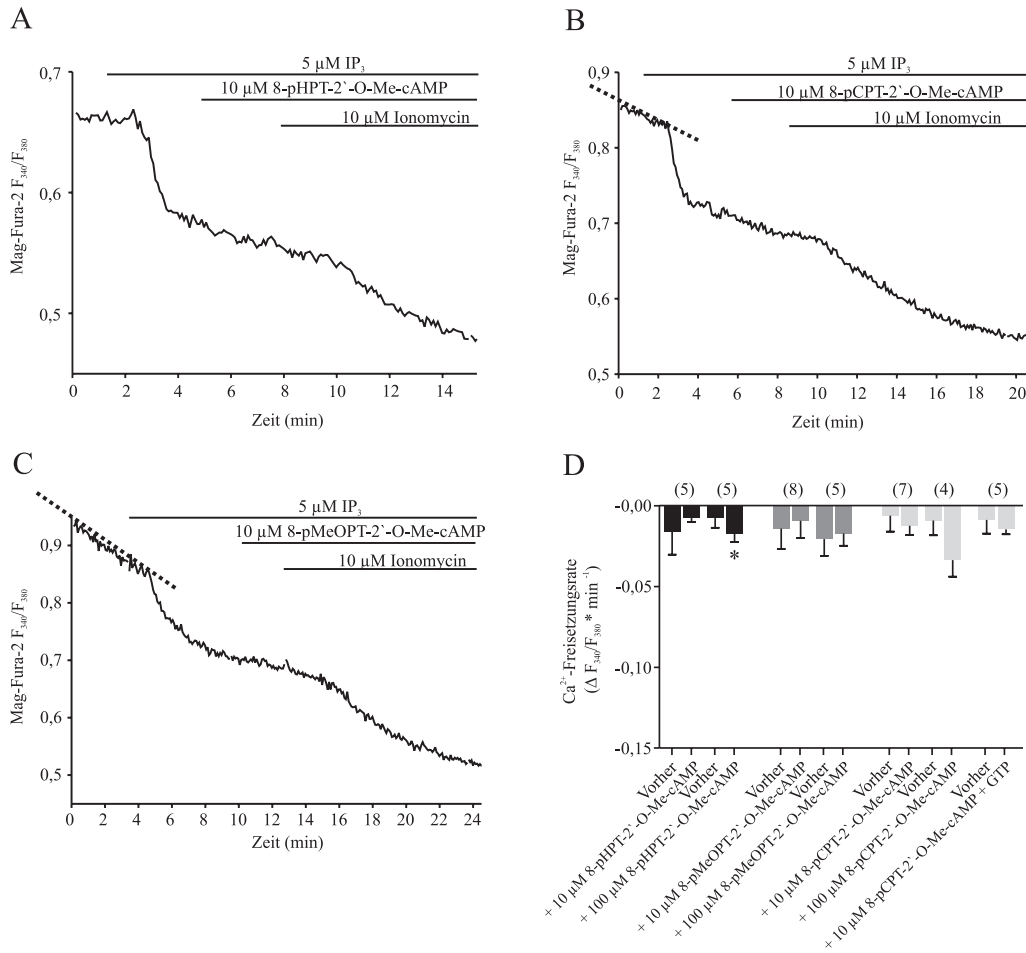 A
5 µM IP3
10 µM 8-pHPT-2`-O-Me-cAMP
10 µM Ionomycin
0,7
0,6
0,5
Mag-Fura-2 F340/F380
0 2 4 6 8 10 12 14
Zeit (min)
B
5 µM IP3
10 µM 8-pCPT-2`-O-Me-cAMP
10 µM Ionomycin
0,9
0,8
0,7
0,6
0,5
Mag-Fura-2 F340/F380
0 2 4 6 8 10 12 14 16 18 20
Zeit (min)
C
5 µM IP3
10 µM 8-pMeOPT-2`-O-Me-cAMP
10 µM Ionomycin
0,9
0,8
0,7
0,6
0,5
Mag-Fura-2 F340/F380
0 2 4 6 8 10 12 14 16 18 20 22 24
Zeit (min)
D
(5) (5) (8) (5) (7) (4) (5)
-0,00
-0,05
-0,10
-0,15
*
Ca2+-Freisetzungsrate
(Δ F340/F380 * min -1)
Vorher
+ 10 µM 8-pHPT-2`-O-Me-cAMP
Vorher
+ 100 µM 8-pHPT-2`-O-Me-cAMP
Vorher
+ 10 µM 8-pMeOPT-2`-O-Me-cAMP
Vorher
+ 100 µM 8-pMeOPT-2`-O-Me-cAMP
Vorher
+ 10 µM 8-pCPT-2`-O-Me-cAMP
Vorher
+ 100 µM 8-pCPT-2`-O-Me-cAMP
Vorher
+ 10 µM 8-pCPT-2`-O-Me-cAMP + GTP